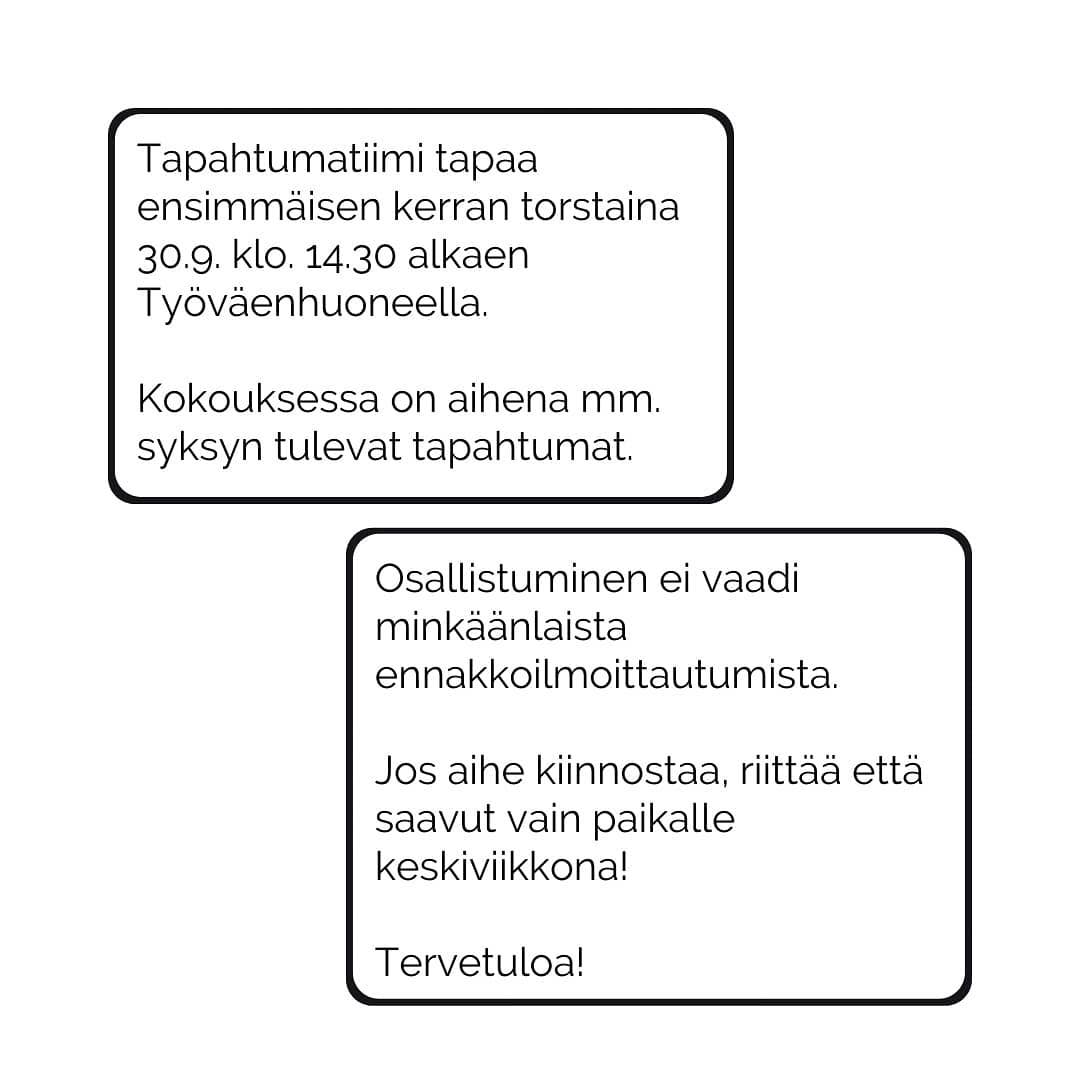 Tapahtumatiimi tapaa
ensimmäisen kerran torstaina
30.9. klo. 14.30 alkaen
Työväenhuoneella.
Kokouksessa on aihena mm.
syksyn tulevat tapahtumat.
Osallistuminen ei vaadi
minkäänlaista
ennakkoilmoittautumista.
Jos aihe kiinnostaa, riittää että
saavut vain paikalle
keskiviikkona!
Tervetuloa!